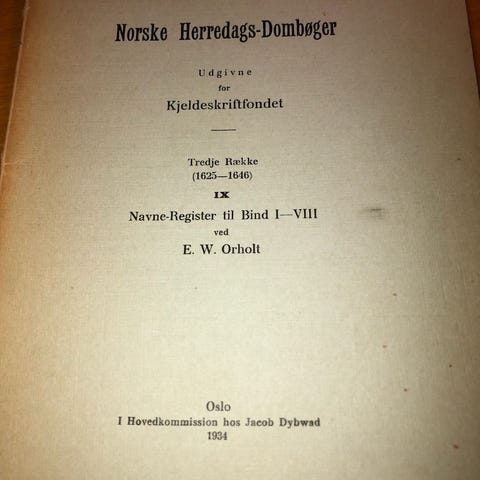 Norske Herredags-Dombøger
Udgivne
for
Kjeldeskriftfondet
Tredje Række
(1625—1646)
IX
Navne-Register til Bind I—VIII
ved
E. W. Orholt
Oslo
I Hovedkommission hos Jacob Dybwad
1934